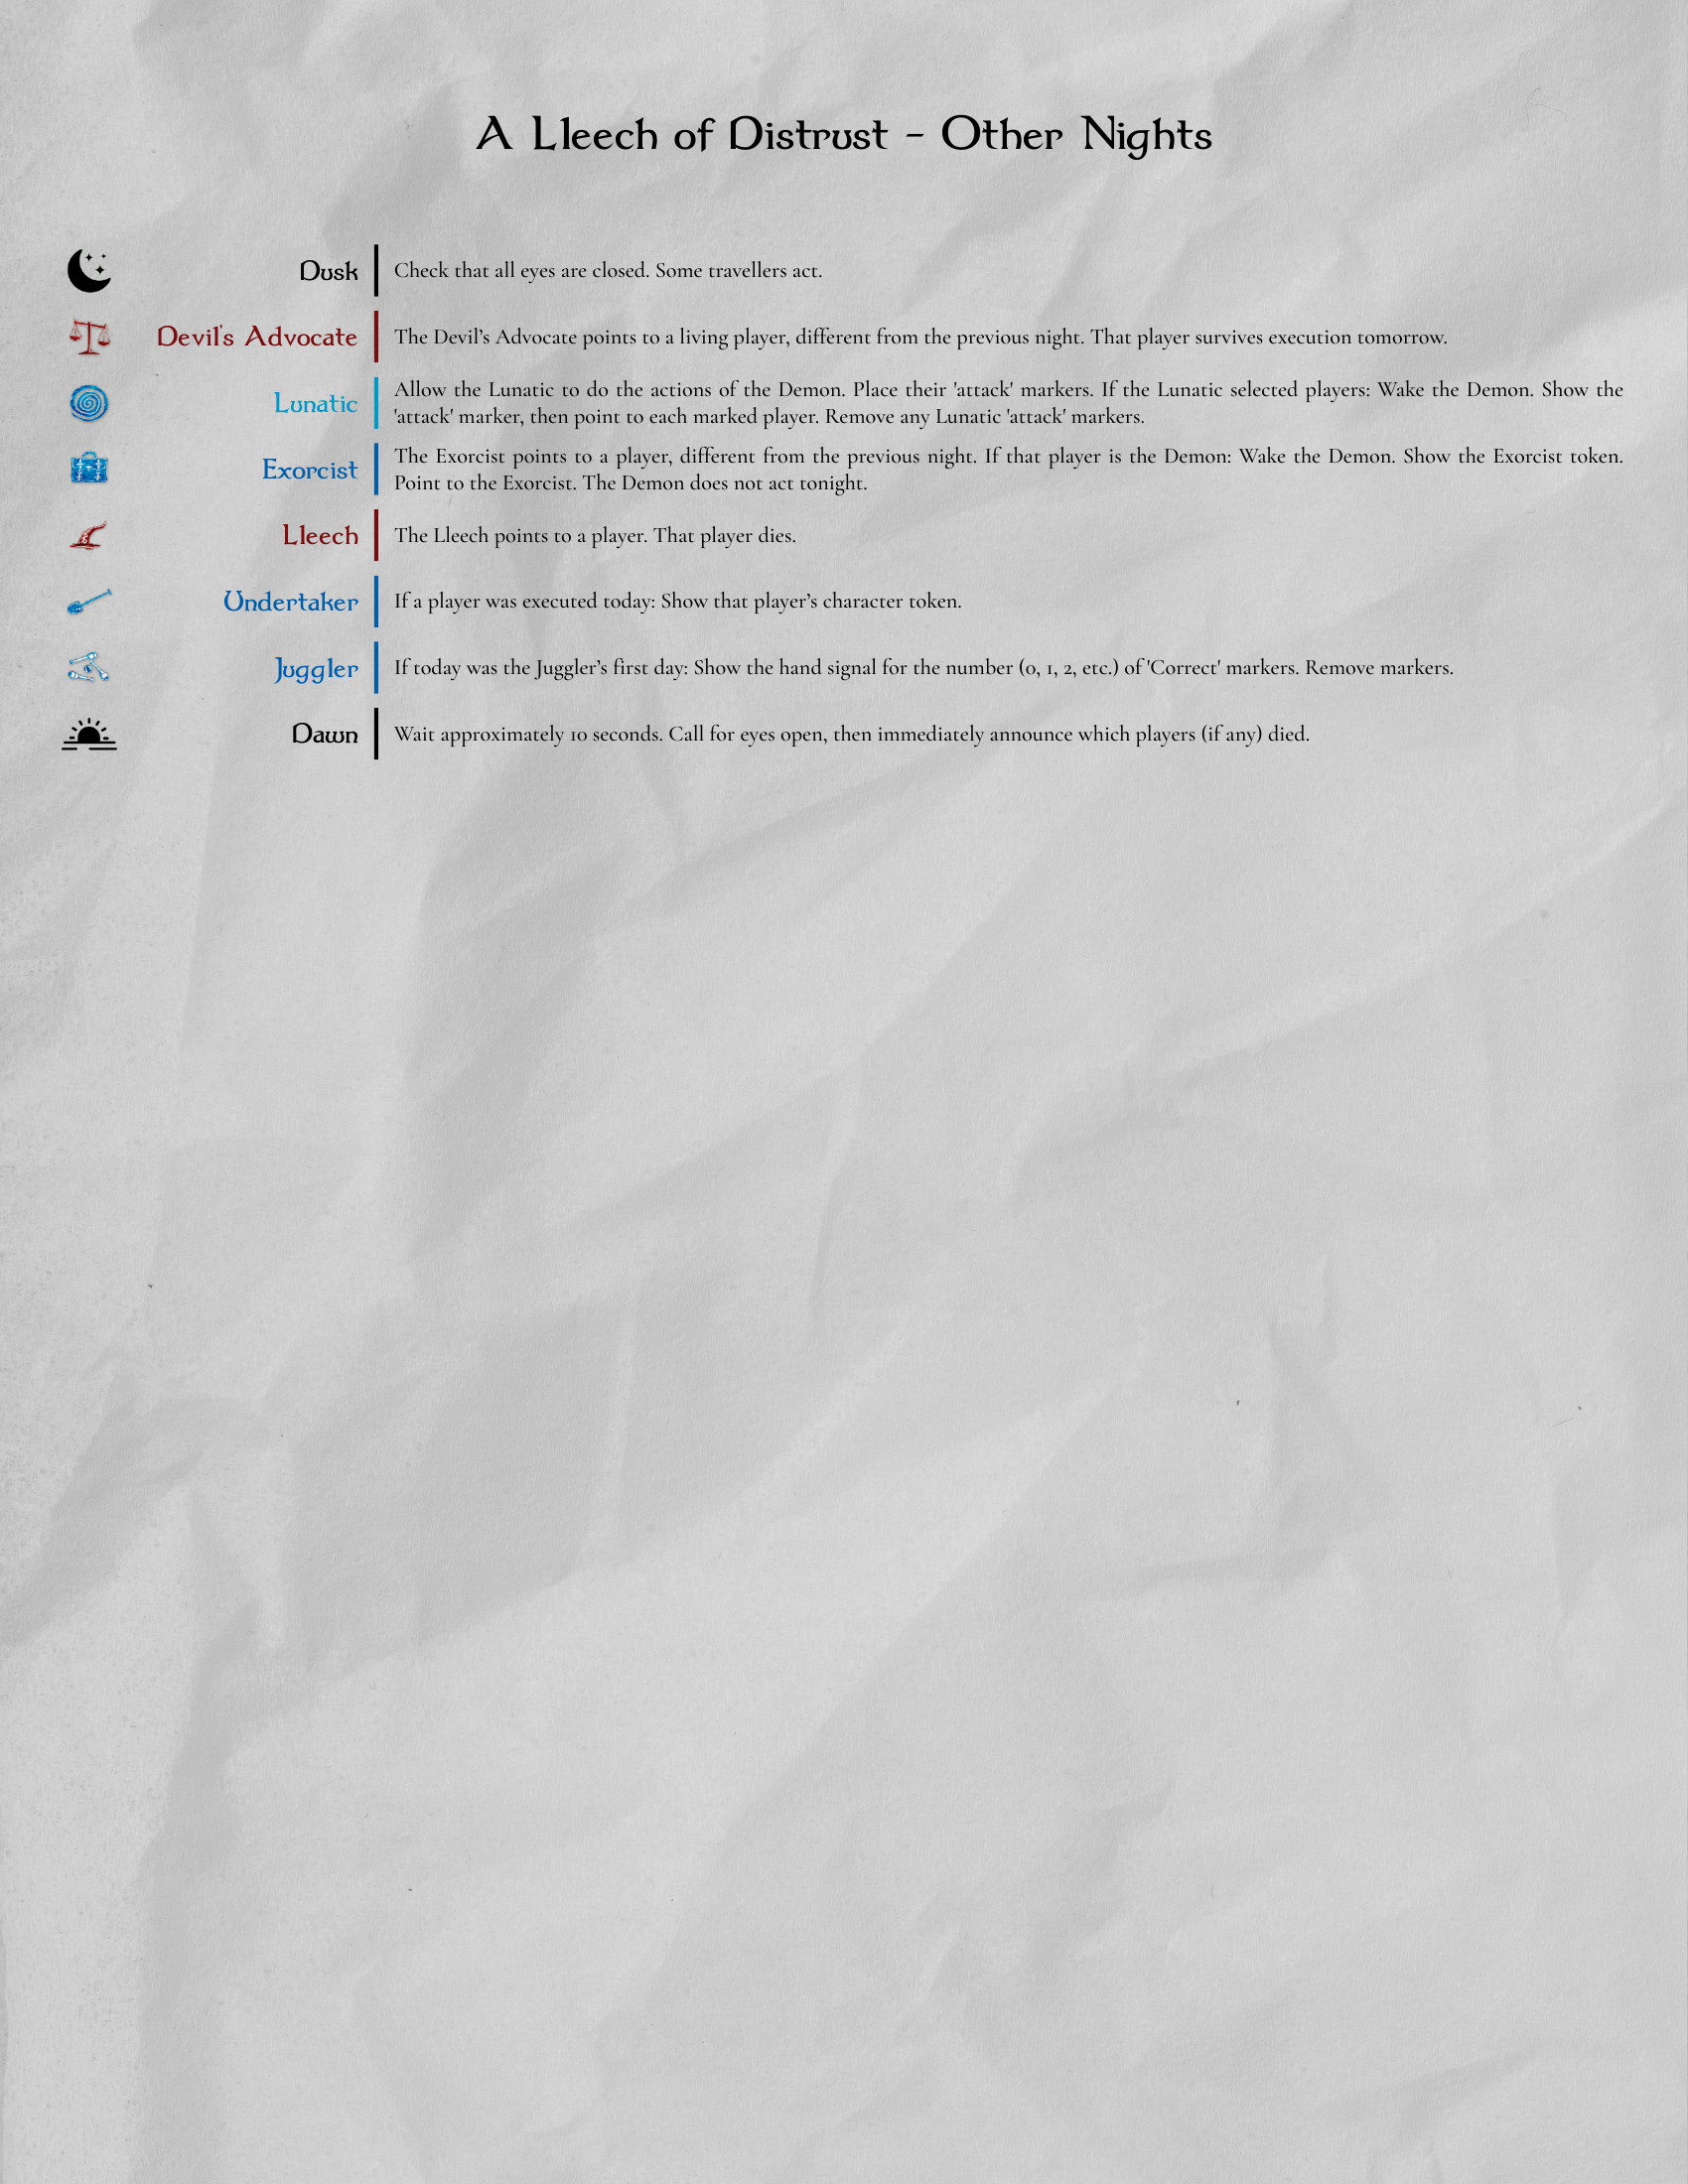 A Lleech of Distrust - Other Nights
Dusk
Check that all eyes are closed. Some travellers act.
Devil's Advocate
The Devil’s Advocate points to a living player, different from the previous night. That player survives execution tomorrow.
Lunatic
Allow the Lunatic to do the actions of the Demon. Place their 'attack' markers. If the Lunatic selected players: Wake the Demon. Show the
'attack' marker, then point to each marked player. Remove any Lunatic 'attack' markers.
Exorcist
The Exorcist points to a player, different from the previous night. If that player is the Demon: Wake the Demon. Show the Exorcist token.
Point to the Exorcist. The Demon does not act tonight.
Lleech
The Lleech points to a player. That player dies.
Undertaker
If a player was executed today: Show that player’s character token.
Juggler
If today was the Juggler’s first day: Show the hand signal for the number (0, 1, 2, etc.) of 'Correct' markers. Remove markers.
Dawn
Wait approximately 10 seconds. Call for eyes open, then immediately announce which players (if any) died.